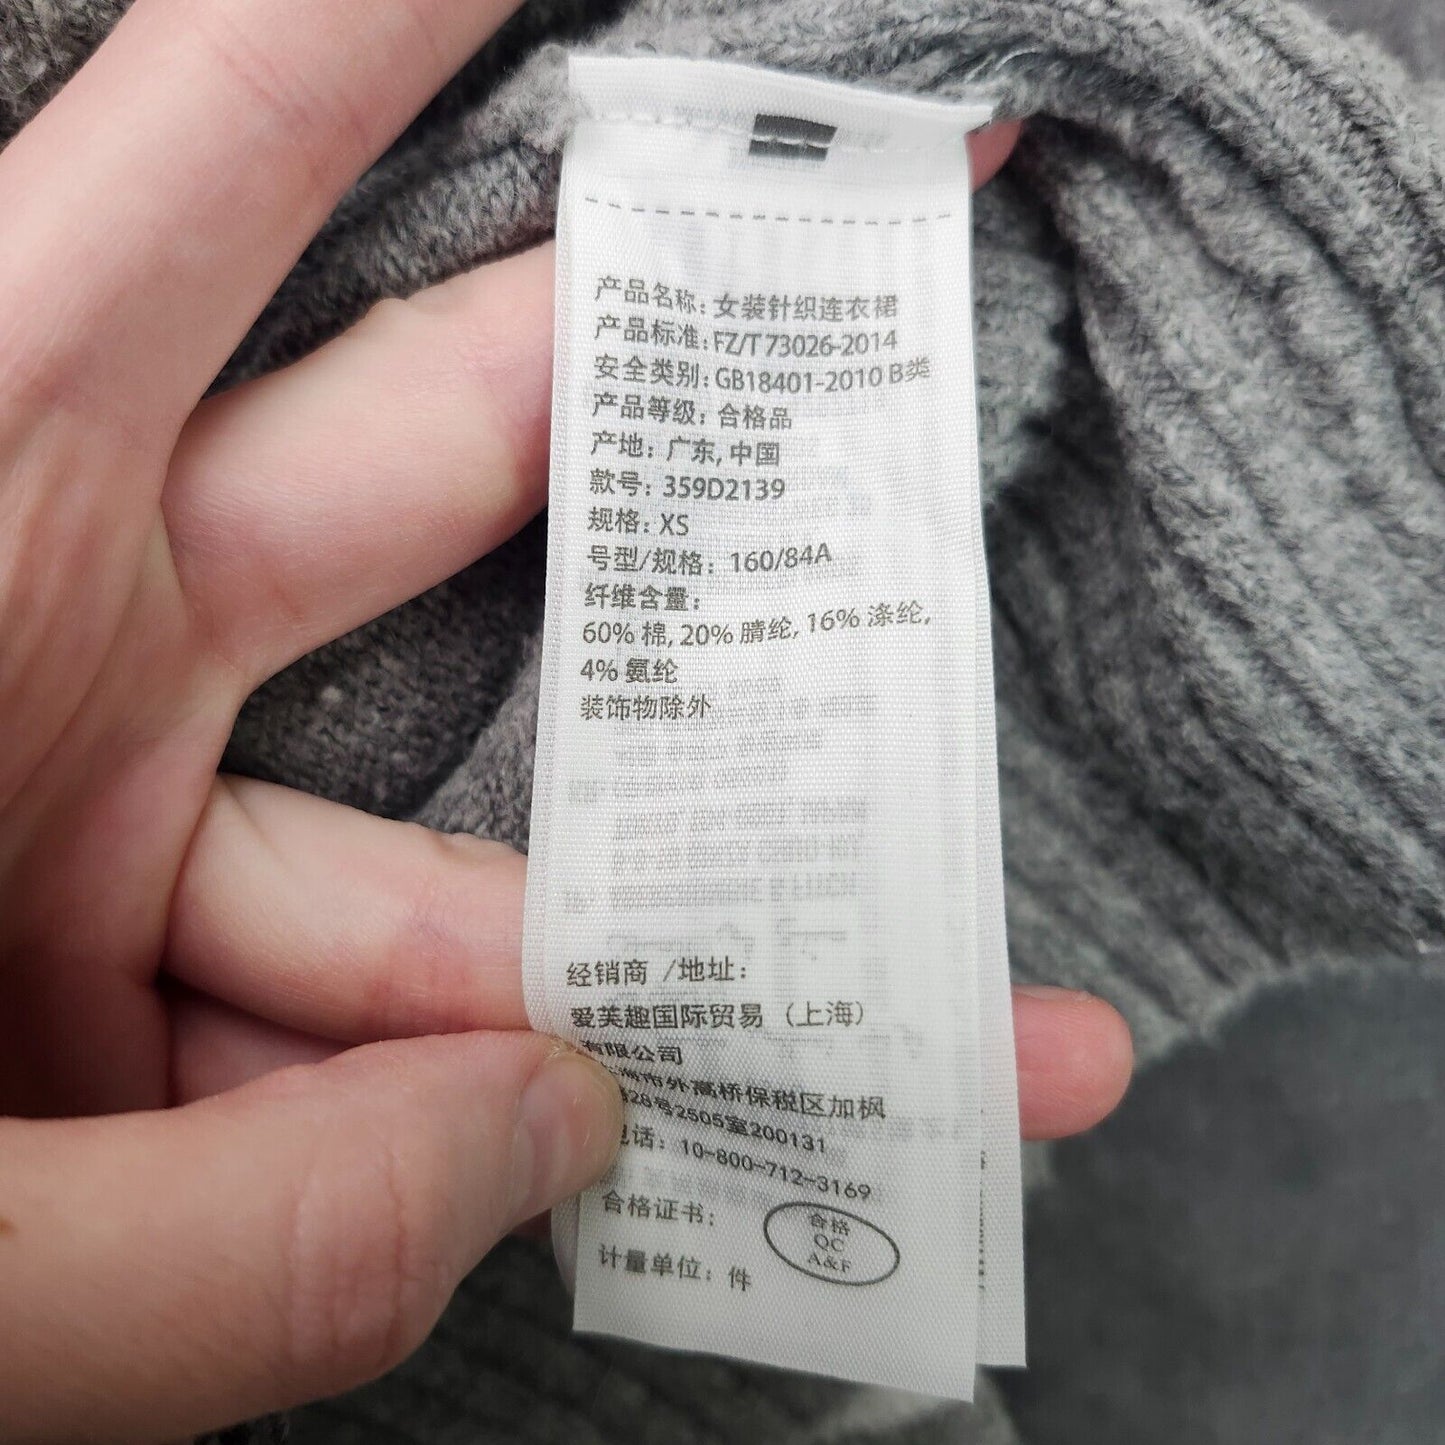 产品名称: 女装针织连衣裙
产品标准: FZ/T 73026-2014
安全类别: GB18401-2010 B类
产品等级: 合格品
产地: 广东, 中国
款号: 359D2139
规格: XS
号型/规格: 160/84A
纤维含量:
60% 棉, 20% 腈纶, 16% 涤纶,
4% 氨纶
装饰物除外
经销商 /地址:
爱芙趣国际贸易 (上海)
有限公司
市外高桥保税区加枫
28号2505室200131
电话: 10-800-712-3169
合格证书:
合格
QC
A&F
计量单位: 件